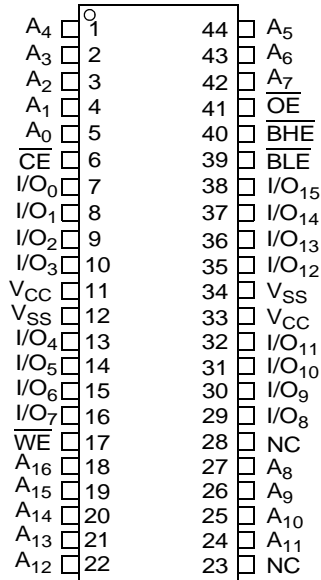 A4 1 44 A5
A3 2 43 A6
A2 3 42 A7
A1 4 41 OE
A0 5 40 BHE
CE 6 39 BLE
I/O0 7 38 I/O15
I/O1 8 37 I/O14
I/O2 9 36 I/O13
I/O3 10 35 I/O12
VCC 11 34 VSS
VSS 12 33 VCC
I/O4 13 32 I/O11
I/O5 14 31 I/O10
I/O6 15 30 I/O9
I/O7 16 29 I/O8
WE 17 28 NC
A16 18 27 A8
A15 19 26 A9
A14 20 25 A10
A13 21 24 A11
A12 22 23 NC